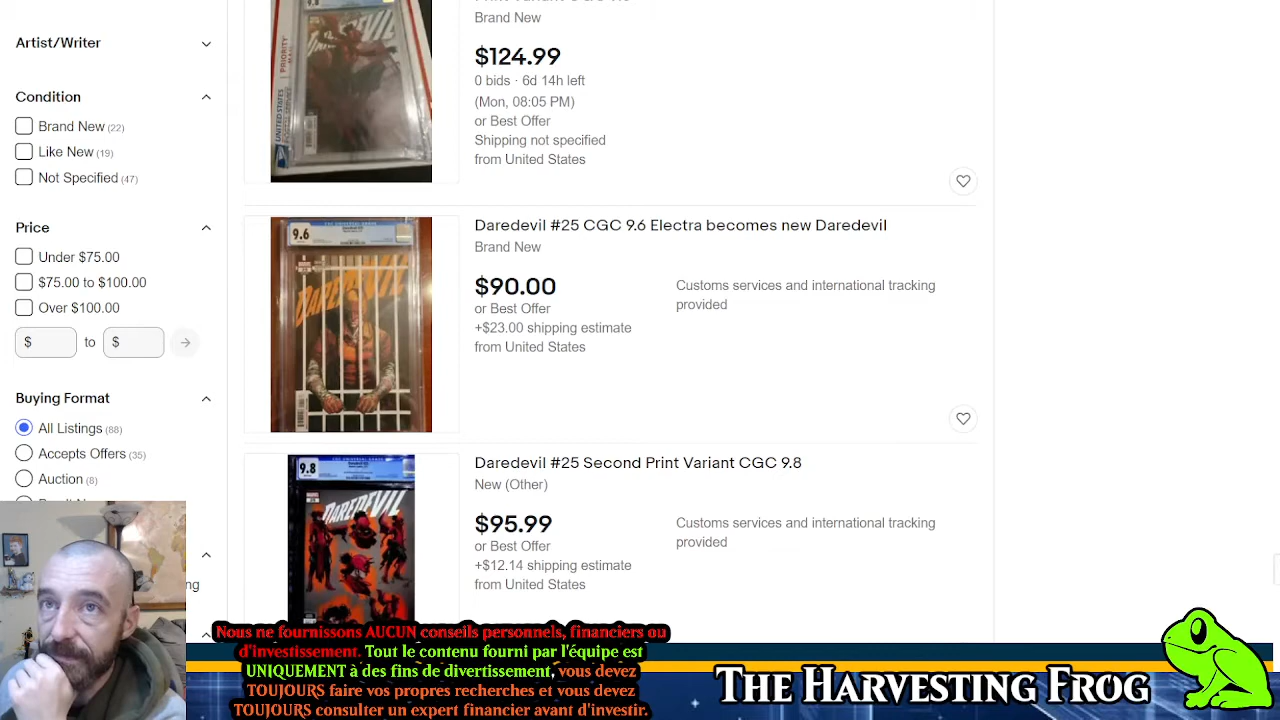 Artist/Writer
Condition
Brand New (22)
Like New (19)
Not Specified (47)
Price
Under $75.00
$75.00 to $100.00
Over $100.00
$ to $
Buying Format
All Listings (88)
Accepts Offers (35)
Auction (8)
ng
Brand New
$124.99
0 bids · 6d 14h left
(Mon, 08:05 PM)
or Best Offer
Shipping not specified
from United States
DAREDEVIL
PRIORITY
UNITED STATES
Daredevil #25 CGC 9.6 Electra becomes new Daredevil
Brand New
$90.00
or Best Offer
+$23.00 shipping estimate
from United States
Customs services and international tracking
provided
9.6
DAREDEVIL
Daredevil #25 Second Print Variant CGC
New (Other)
$95.99
or Best Offer
+$12.14 shipping estimate
from United States
Customs services and international tracking
provided
9.8
DAREDEVIL
Nous ne fournissons AUCUN conseils personnels, financiers ou
d'investissement. Tout le contenu fourni par l'équipe est
UNIQUEMENT à des fins de divertissement, vous devez
TOUJOURS faire vos propres recherches et vous devez
TOUJOURS consulter un expert financier avant d'investir.
THE HARVESTING FROG